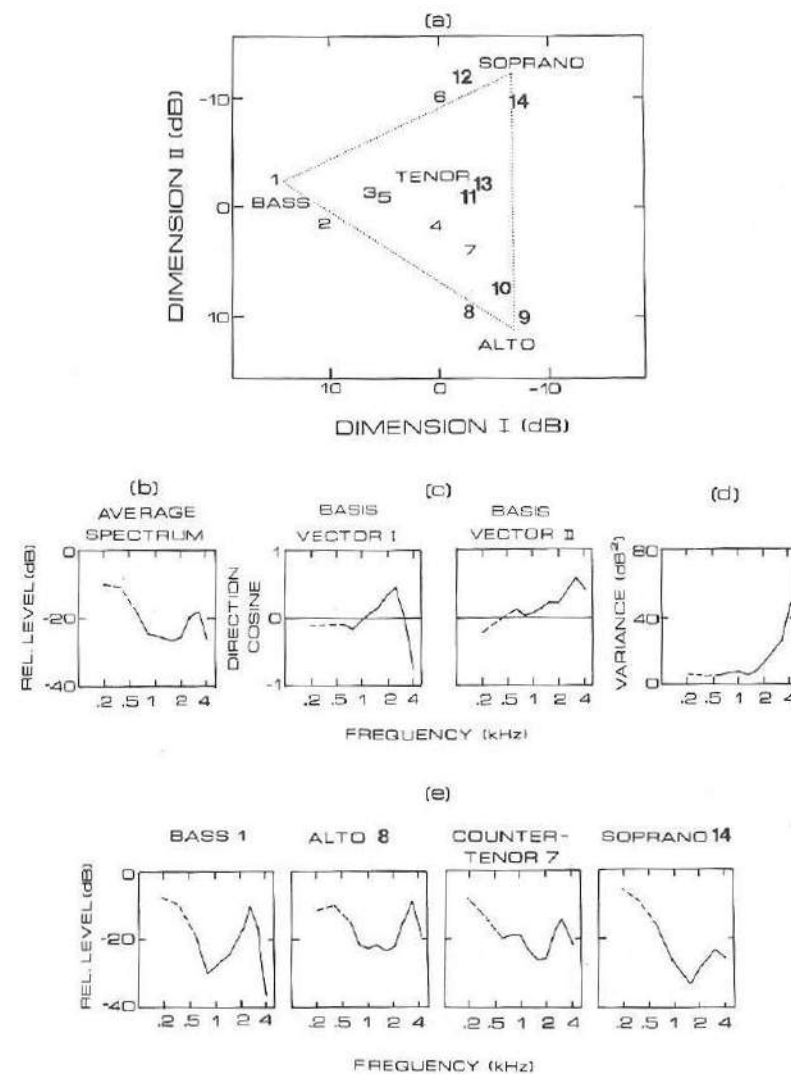 (a)
SOPRANO
12
6
14
-10
TENOR
13
1
3
5
11
0
BASS
2
4
7
10
8
9
10
ALTO
DIMENSION II (dB)
10 0 -10
DIMENSION I (dB)
(b) (c) (d)
AVERAGE SPECTRUM
BASIS VECTOR I
BASIS VECTOR II
REL. LEVEL (dB)
0
-20
-40
DIRECTION COSINE
1
0
-1
VARIANCE (dB²)
80
40
0
.2 .5 1 2 4 .2 .5 1 2 4 .2 .5 1 2 4 .2 .5 1 2 4
FREQUENCY (kHz)
(e)
BASS 1 ALTO 8 COUNTER- SOPRANO 14
TENOR 7
REL. LEVEL (dB)
0
-20
-40
.2 .5 1 2 4 .2 .5 1 2 4 .2 .5 1 2 4 .2 .5 1 2 4
FREQUENCY (kHz)